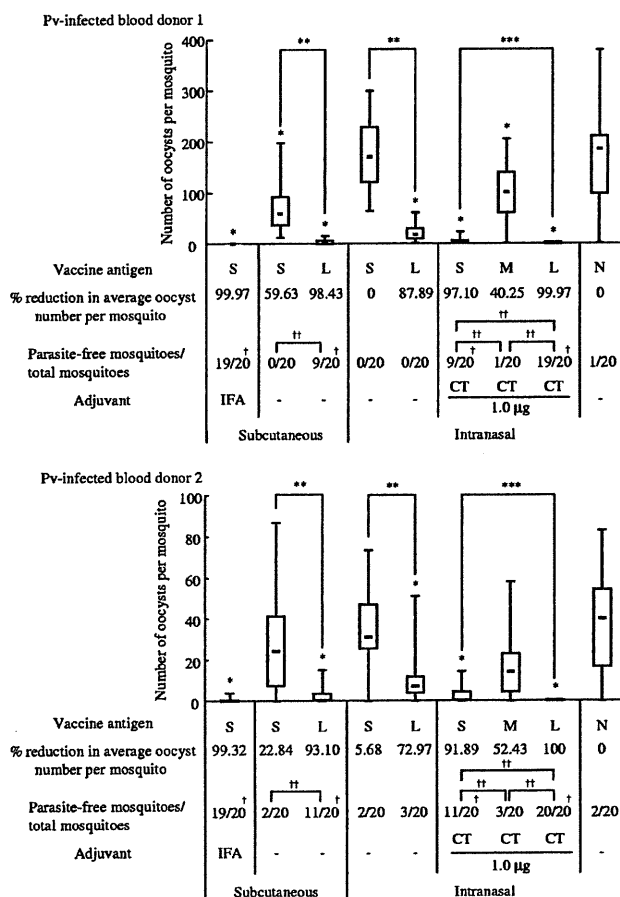 Pv-infected blood donor 1
** ** ***
400
300
200
100
0
Number of oocysts per mosquito
* * * * * * *
Vaccine antigen S S L S L S M L N
% reduction in average oocyst number per mosquito 99.97 59.63 98.43 0 87.89 97.10 40.25 99.97 0
††
†† †† ††
Parasite-free mosquitoes/ total mosquitoes 19/20† 0/20 9/20† 0/20 0/20 9/20† 1/20 19/20† 1/20
CT CT CT
Adjuvant IFA - - - - 1.0 µg -
Subcutaneous Intranasal
Pv-infected blood donor 2
** ** ***
100
80
60
40
20
0
Number of oocysts per mosquito
* * * * *
Vaccine antigen S S L S L S M L N
% reduction in average oocyst number per mosquito 99.32 22.84 93.10 5.68 72.97 91.89 52.43 100 0
††
†† †† ††
Parasite-free mosquitoes/ total mosquitoes 19/20† 2/20 11/20† 2/20 3/20 11/20† 3/20 20/20† 2/20
CT CT CT
Adjuvant IFA - - - - 1.0 µg -
Subcutaneous Intranasal